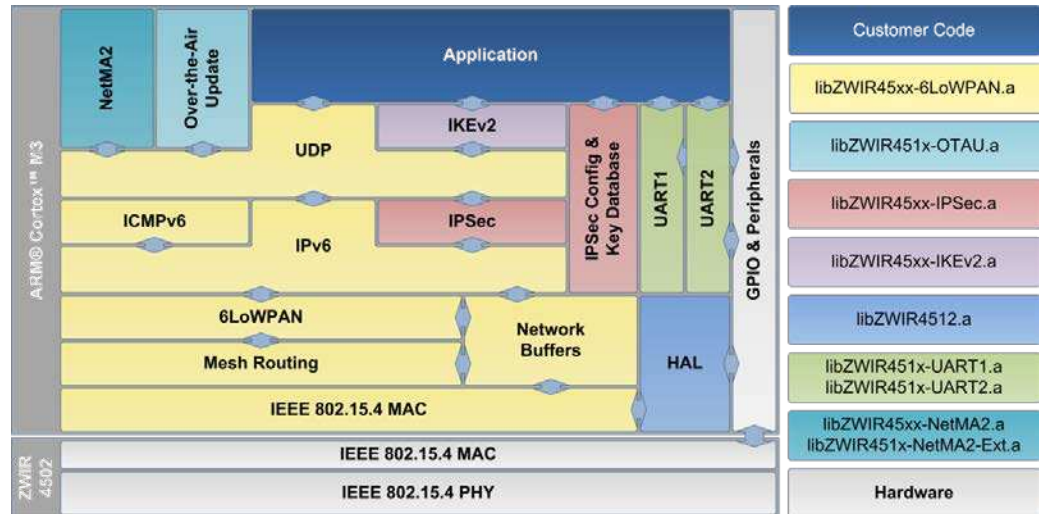 ARM® Cortex™ M3
NetMA2
Over-the-Air
Update
Application
UDP
IKEv2
IPSec Config &
Key Database
UART1
UART2
GPIO & Peripherals
ICMPv6
IPv6
IPSec
6LoWPAN
Network
Buffers
Mesh Routing
HAL
IEEE 802.15.4 MAC
ZWIR
4502
IEEE 802.15.4 MAC
IEEE 802.15.4 PHY
Customer Code
libZWIR45xx-6LoWPAN.a
libZWIR451x-OTAU.a
libZWIR45xx-IPSec.a
libZWIR45xx-IKEv2.a
libZWIR4512.a
libZWIR451x-UART1.a
libZWIR451x-UART2.a
libZWIR45xx-NetMA2.a
libZWIR451x-NetMA2-Ext.a
Hardware